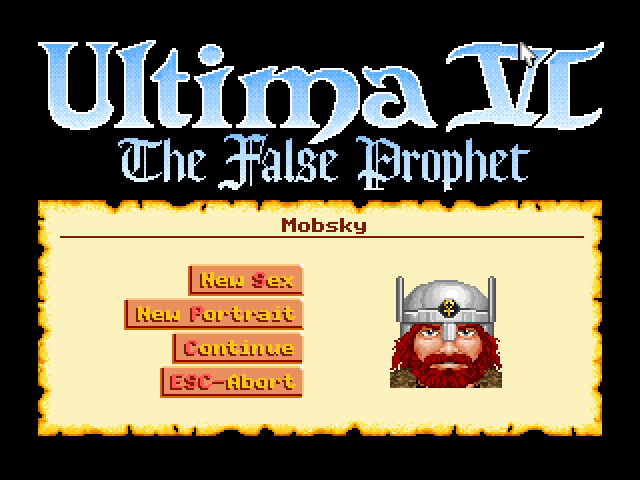 Ultima VI
The False Prophet
Mobsky
New Sex
New Portrait
Continue
ESC-Abort